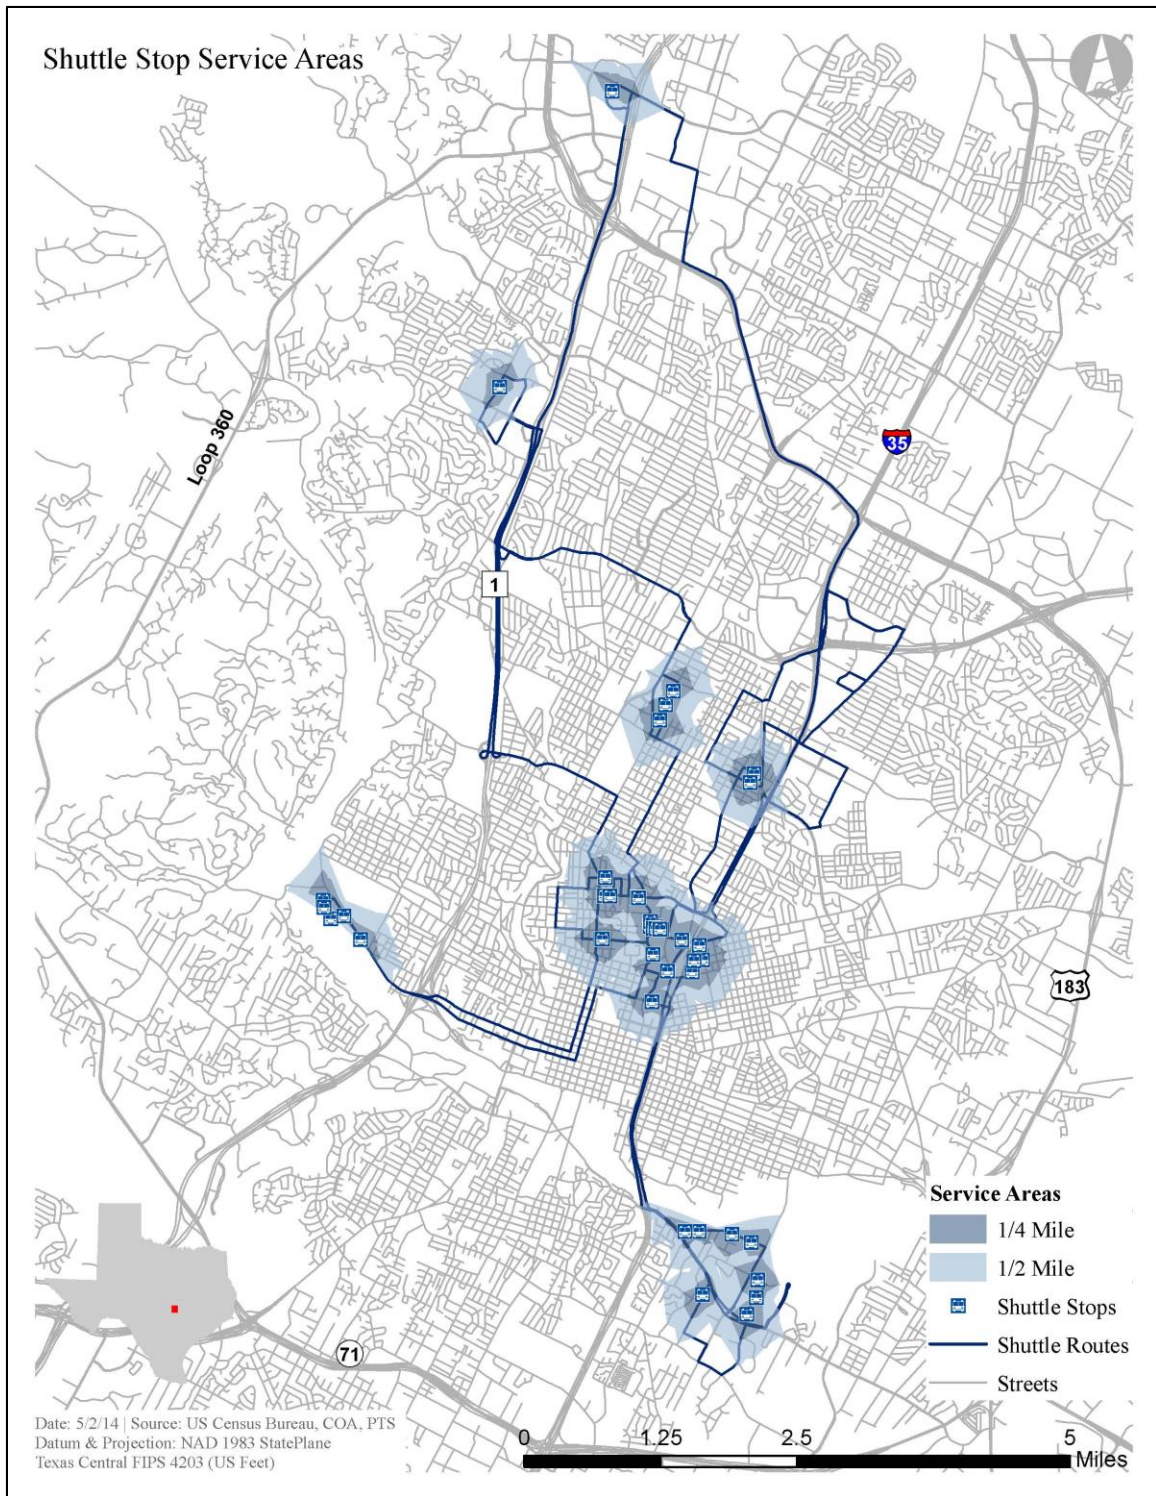 Shuttle Stop Service Areas
Loop 360
35
1
183
Service Areas
1/4 Mile
1/2 Mile
Shuttle Stops
Shuttle Routes
Streets
71
Date: 5/2/14 | Source: US Census Bureau, COA, PTS
Datum & Projection: NAD 1983 StatePlane
Texas Central FIPS 4203 (US Feet)
0 1.25 2.5 5
Miles